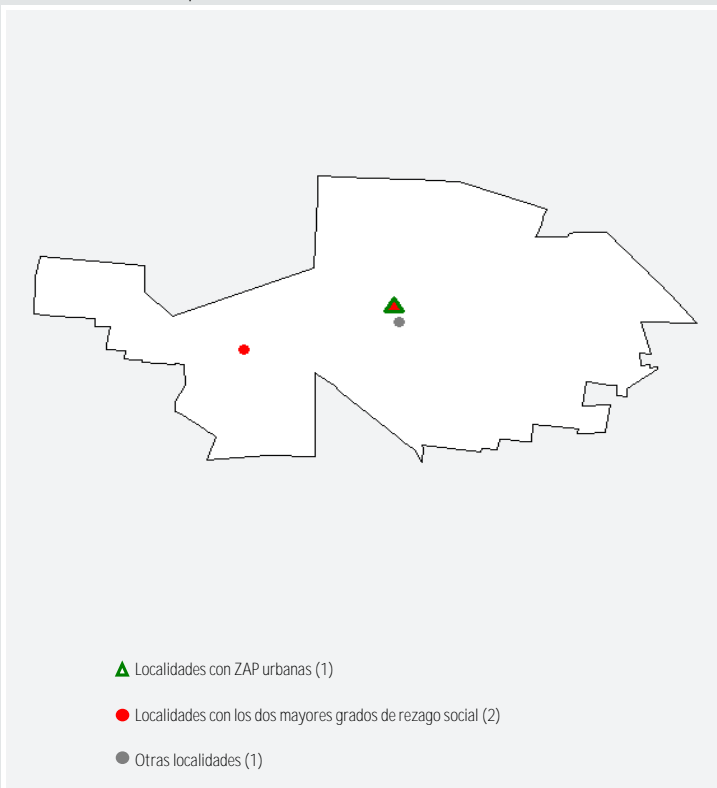 Localidades con ZAP urbanas (1)
Localidades con los dos mayores grados de rezago social (2)
Otras localidades (1)